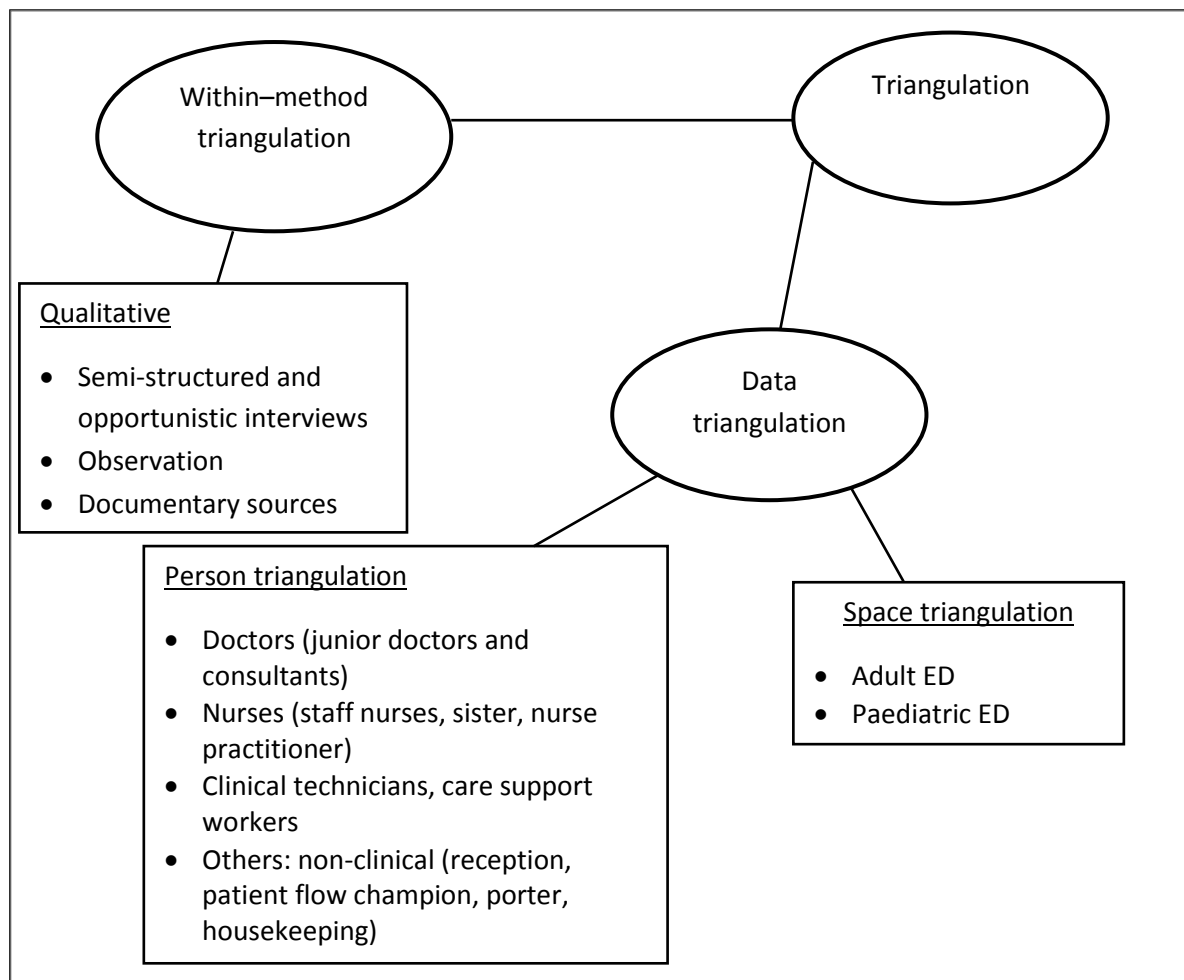 Within–method
triangulation
Triangulation
Qualitative
• Semi-structured and
opportunistic interviews
• Observation
• Documentary sources
Data
triangulation
Person triangulation
• Doctors (junior doctors and
consultants)
• Nurses (staff nurses, sister, nurse
practitioner)
• Clinical technicians, care support
workers
• Others: non-clinical (reception,
patient flow champion, porter,
housekeeping)
Space triangulation
• Adult ED
• Paediatric ED